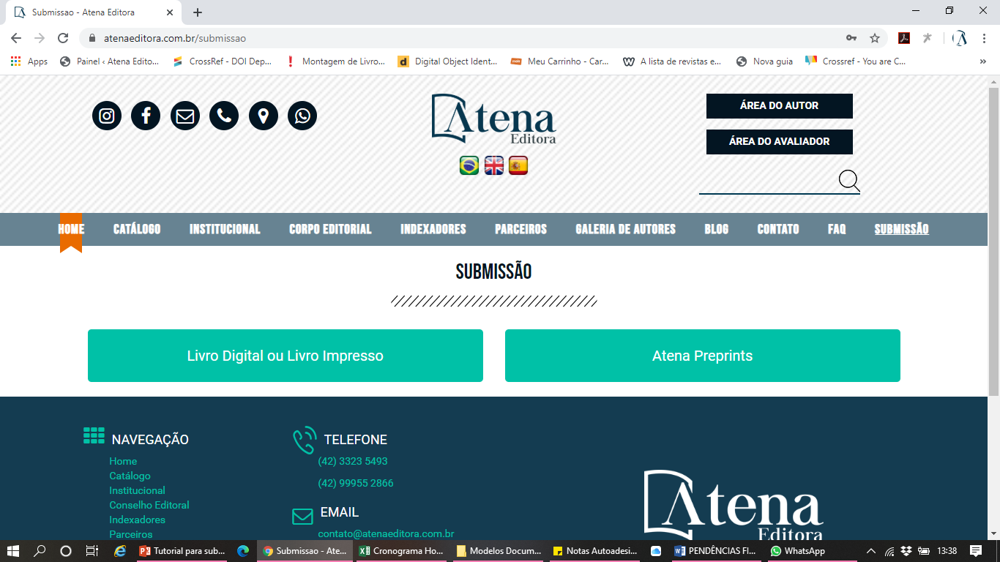 Submissao - Atena Editora
atenaeditora.com.br/submissao
Apps
Painel ‹ Atena Edito...
CrossRef - DOI Dep...
Montagem de Livro...
Digital Object Ident...
Meu Carrinho - Car...
A lista de revistas e...
Nova guia
Crossref - You are C...
»
Atena
Editora
ÁREA DO AUTOR
ÁREA DO AVALIADOR
HOME CATÁLOGO INSTITUCIONAL CORPO EDITORIAL INDEXADORES PARCEIROS GALERIA DE AUTORES BLOG CONTATO FAQ SUBMISSÃO
SUBMISSÃO
Livro Digital ou Livro Impresso
Atena Preprints
NAVEGAÇÃO
Home
Catálogo
Institucional
Conselho Editoral
Indexadores
Parceiros
TELEFONE
(42) 3323 5493
(42) 99955 2866
EMAIL
contato@atenaeditora.com.br
Atena
Editora
Tutorial para sub...
Submissao - Ate...
Cronograma Ho...
Modelos Docum...
Notas Autoadesi...
PENDÊNCIAS FI...
WhatsApp
13:38